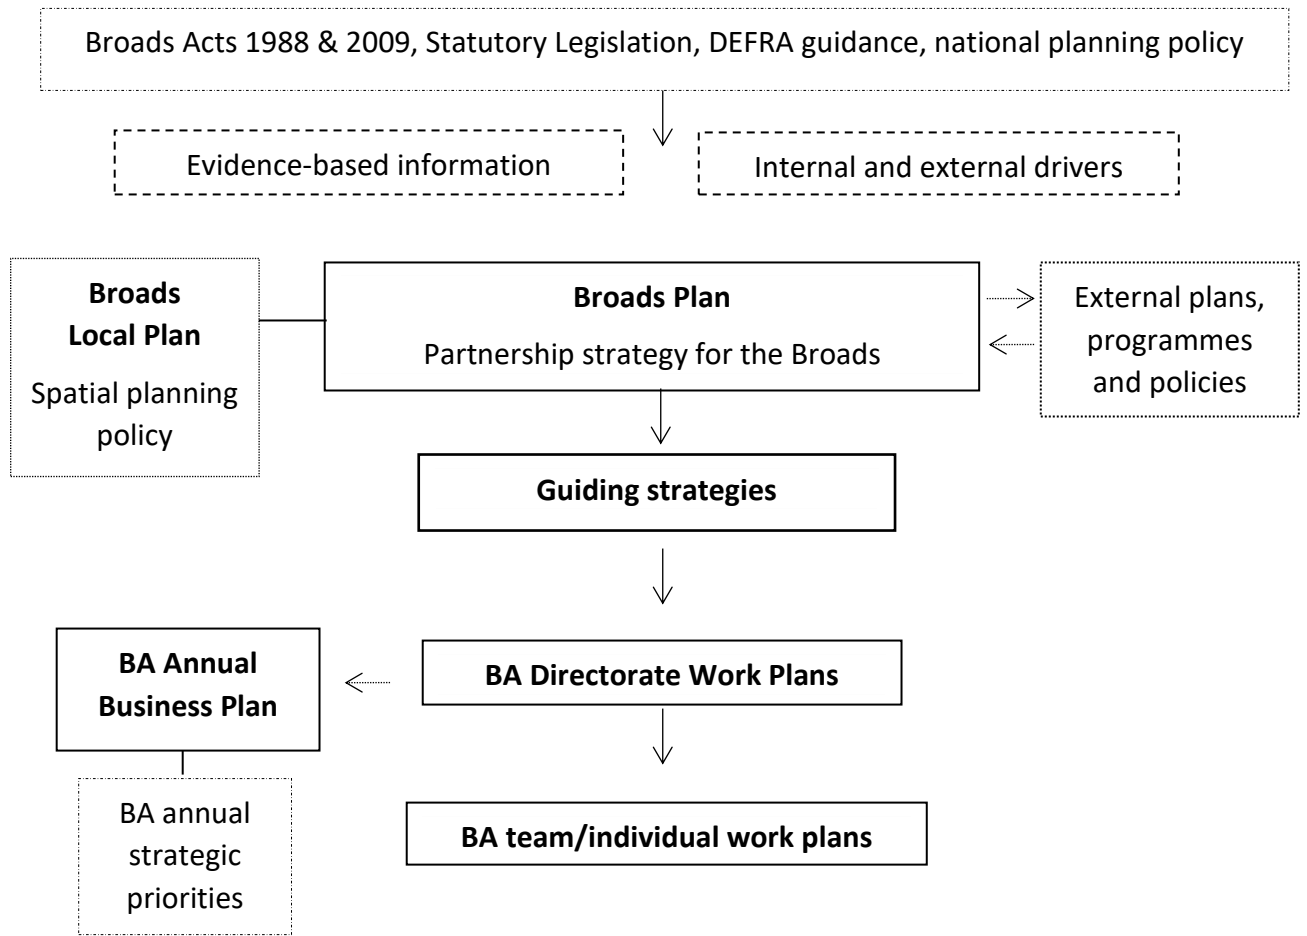 Broads Acts 1988 & 2009, Statutory Legislation, DEFRA guidance, national planning policy
Evidence-based information
Internal and external drivers
Broads
Local Plan
Spatial planning
policy
Broads Plan
Partnership strategy for the Broads
External plans,
programmes
and policies
Guiding strategies
BA Annual
Business Plan
BA Directorate Work Plans
BA annual
strategic
priorities
BA team/individual work plans